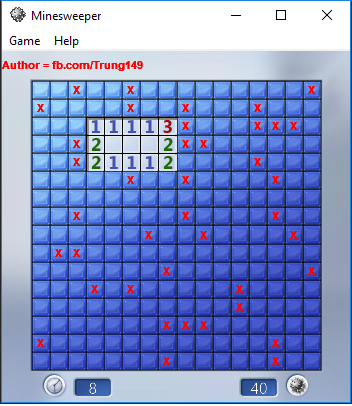 Minesweeper
Game Help
Author = fb.com/Trung149
x x x
x x x x
1 1 1 1 3 x x x x
x 2 2 x x
x 2 1 1 1 2 x
x x x
x x x
x x x
x x
x x
x x x
x
x x x
x x
x x
8 40